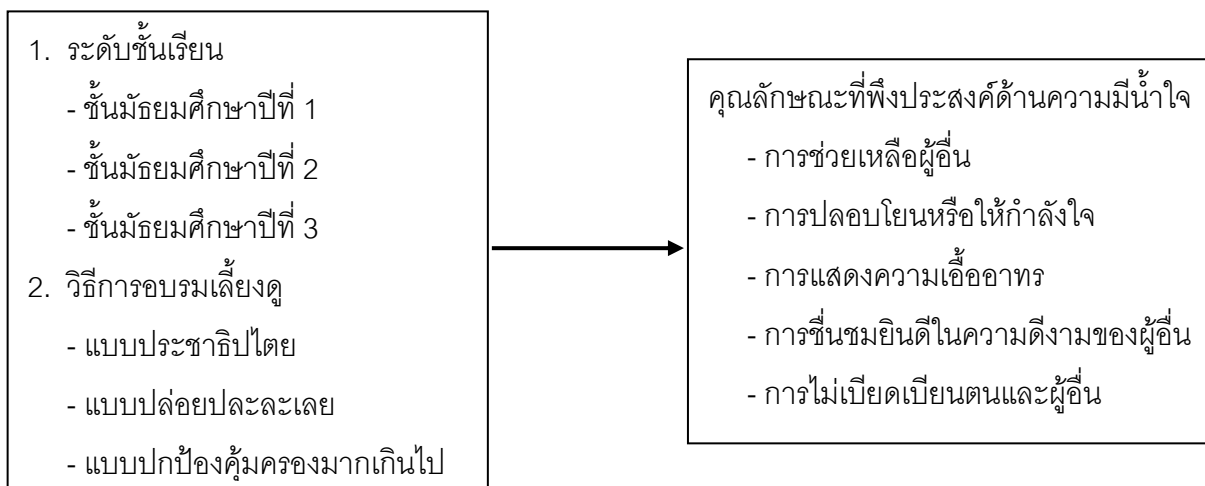 1. ระดับชั้นเรียน
- ชั้นมัธยมศึกษาปีที่ 1
- ชั้นมัธยมศึกษาปีที่ 2
- ชั้นมัธยมศึกษาปีที่ 3
2. วิธีการอบรมเลี้ยงดู
- แบบประชาธิปไตย
- แบบปล่อยปละละเลย
- แบบปกป้องคุ้มครองมากเกินไป
คุณลักษณะที่พึงประสงค์ด้านความมีน้ำใจ
- การช่วยเหลือผู้อื่น
- การปลอบโยนหรือให้กำลังใจ
- การแสดงความเอื้ออาทร
- การชื่นชมยินดีในความดีงามของผู้อื่น
- การไม่เบียดเบียนตนและผู้อื่น